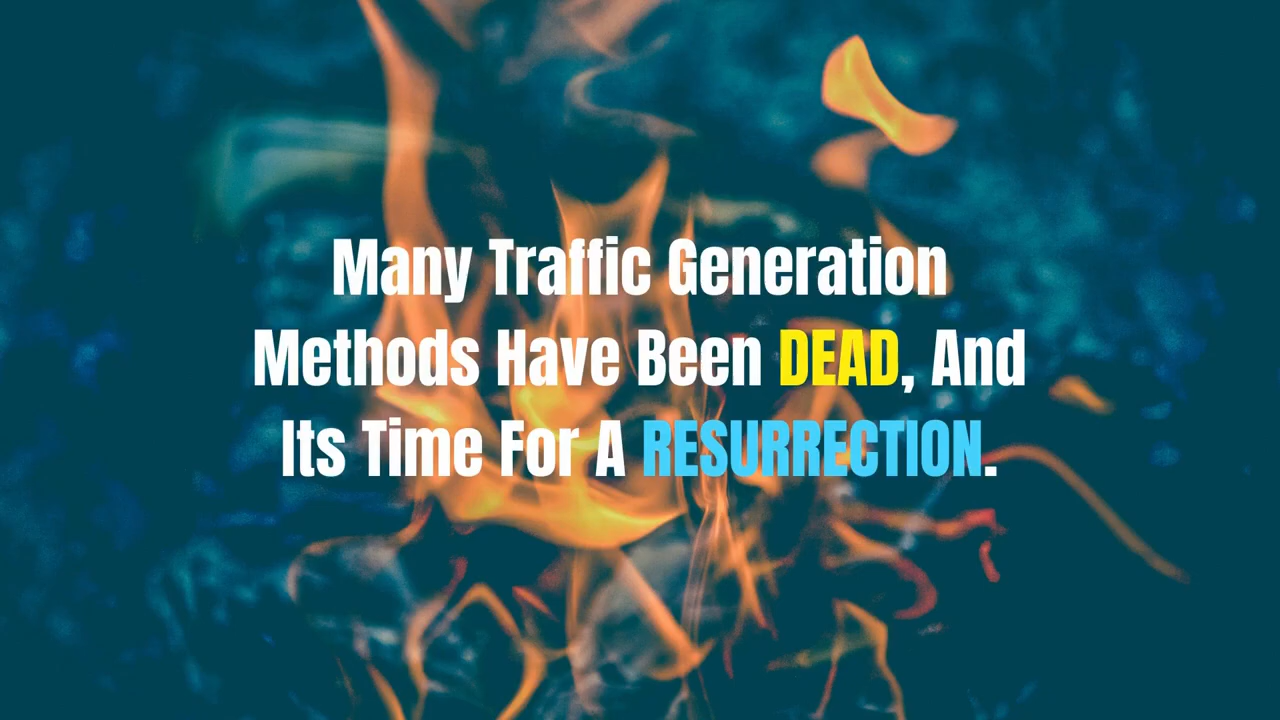 Many Traffic Generation
Methods Have Been DEAD, And
Its Time For A RESURRECTION.